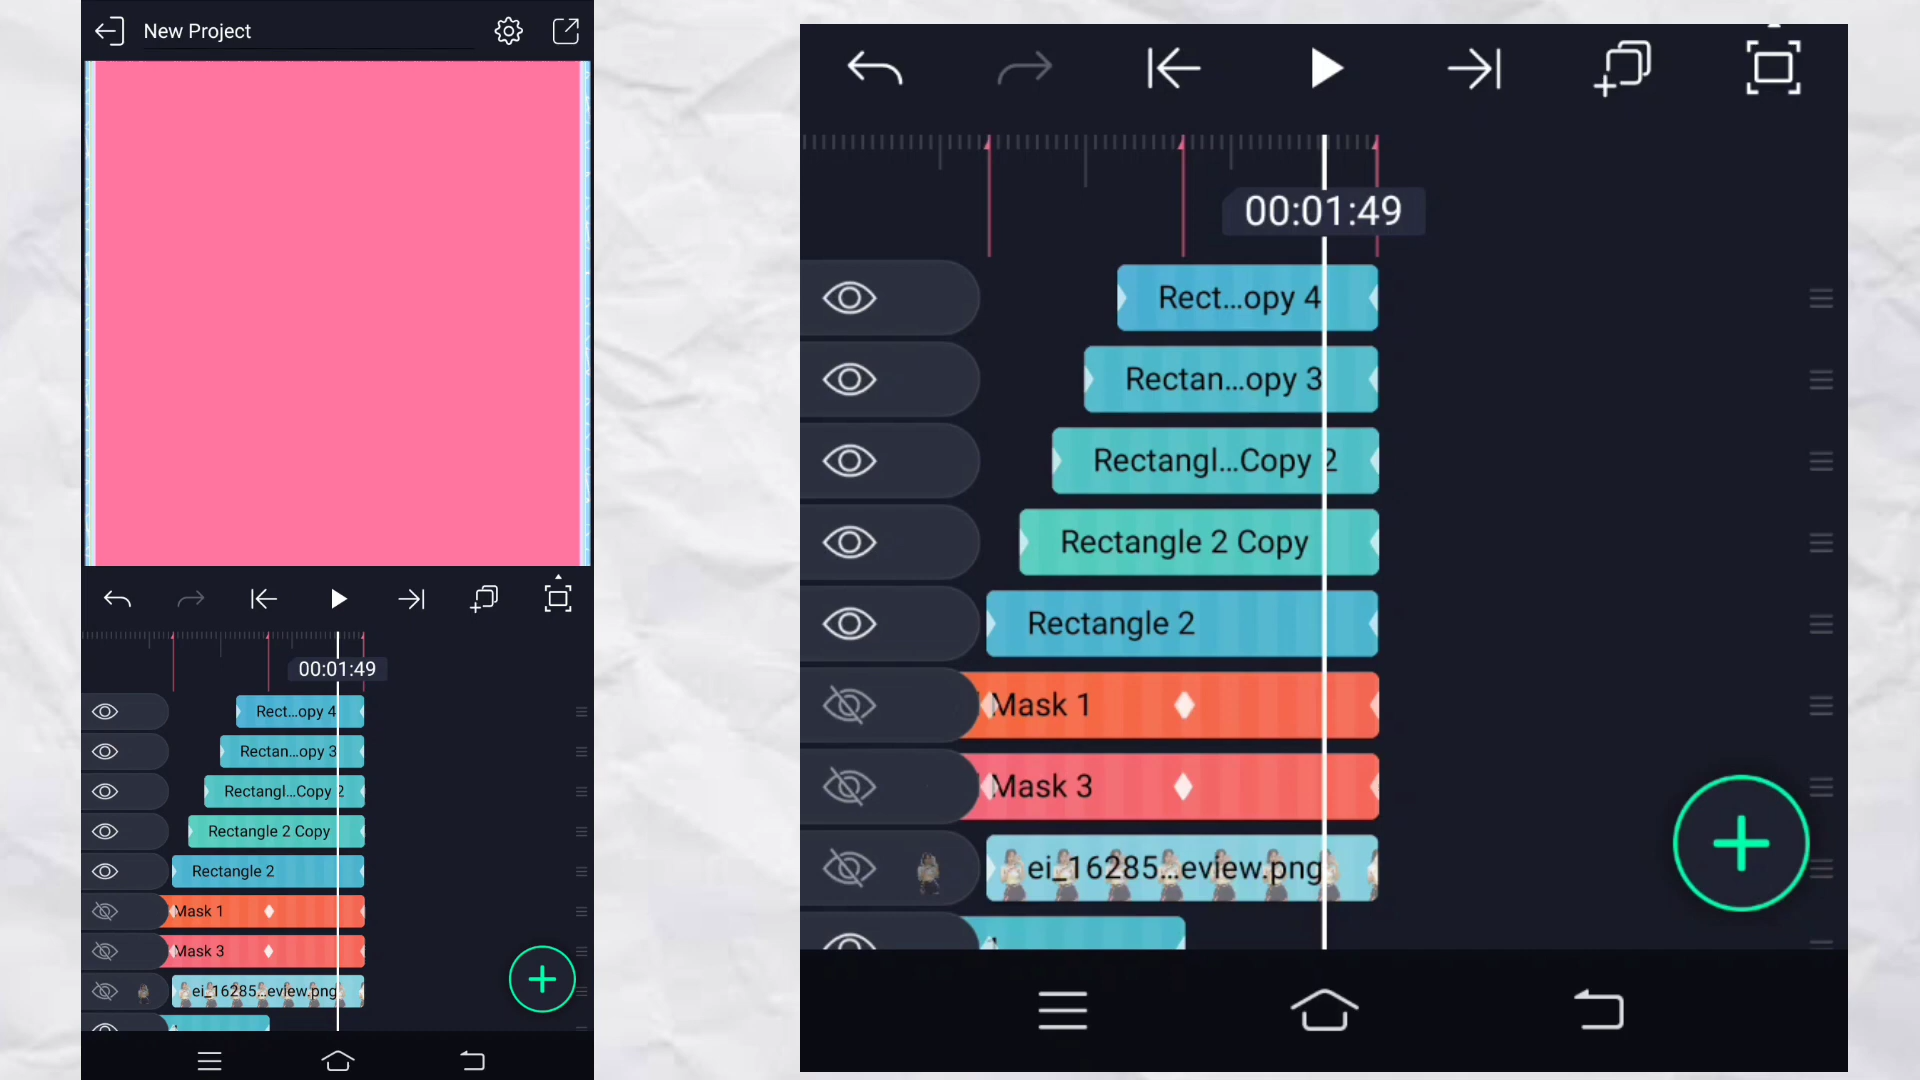 New Project
00:01:49
Rect...opy 4
Rectan...opy 3
Rectangl...Copy 2
Rectangle 2 Copy
Rectangle 2
Mask 1
Mask 3
ei_16285...eview.png
00:01:49
Rect...opy 4
Rectan...opy 3
Rectangl...Copy 2
Rectangle 2 Copy
Rectangle 2
Mask 1
Mask 3
ei_16285...eview.png